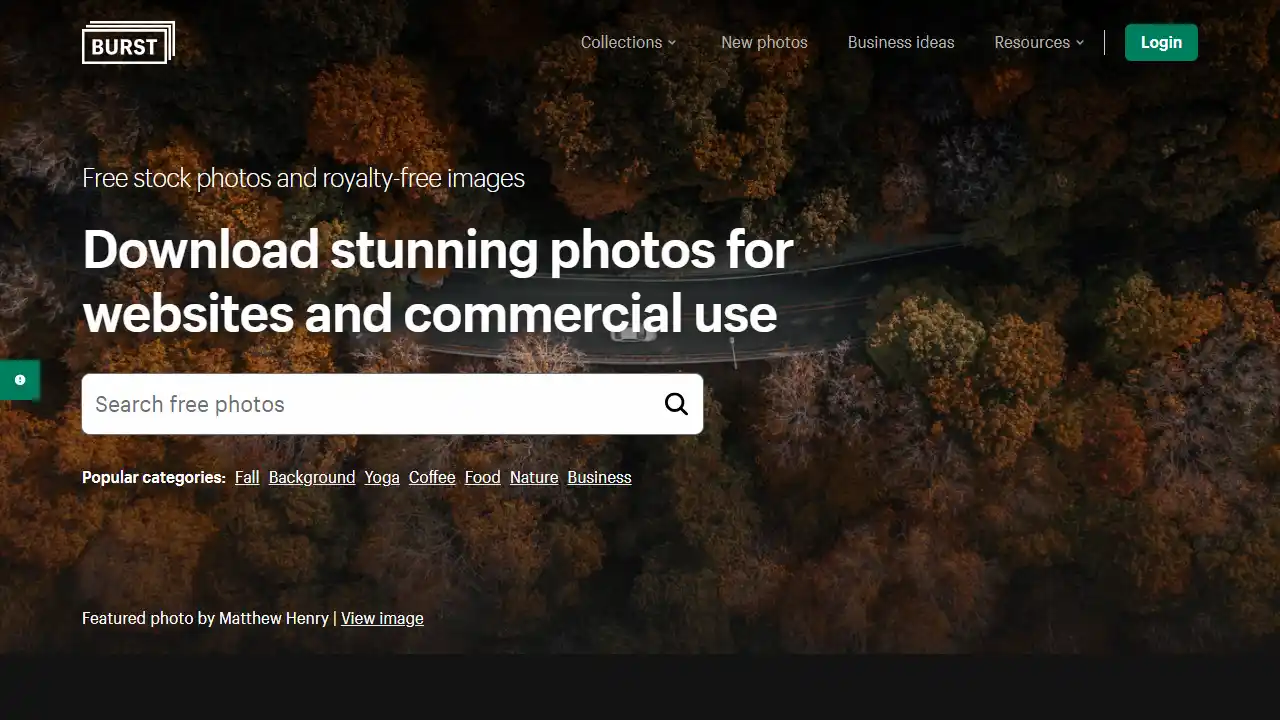 BURST
Collections
New photos
Business ideas
Resources
Login
Free stock photos and royalty-free images
Download stunning photos for
websites and commercial use
Search free photos
Popular categories: Fall Background Yoga Coffee Food Nature Business
Featured photo by Matthew Henry | View image